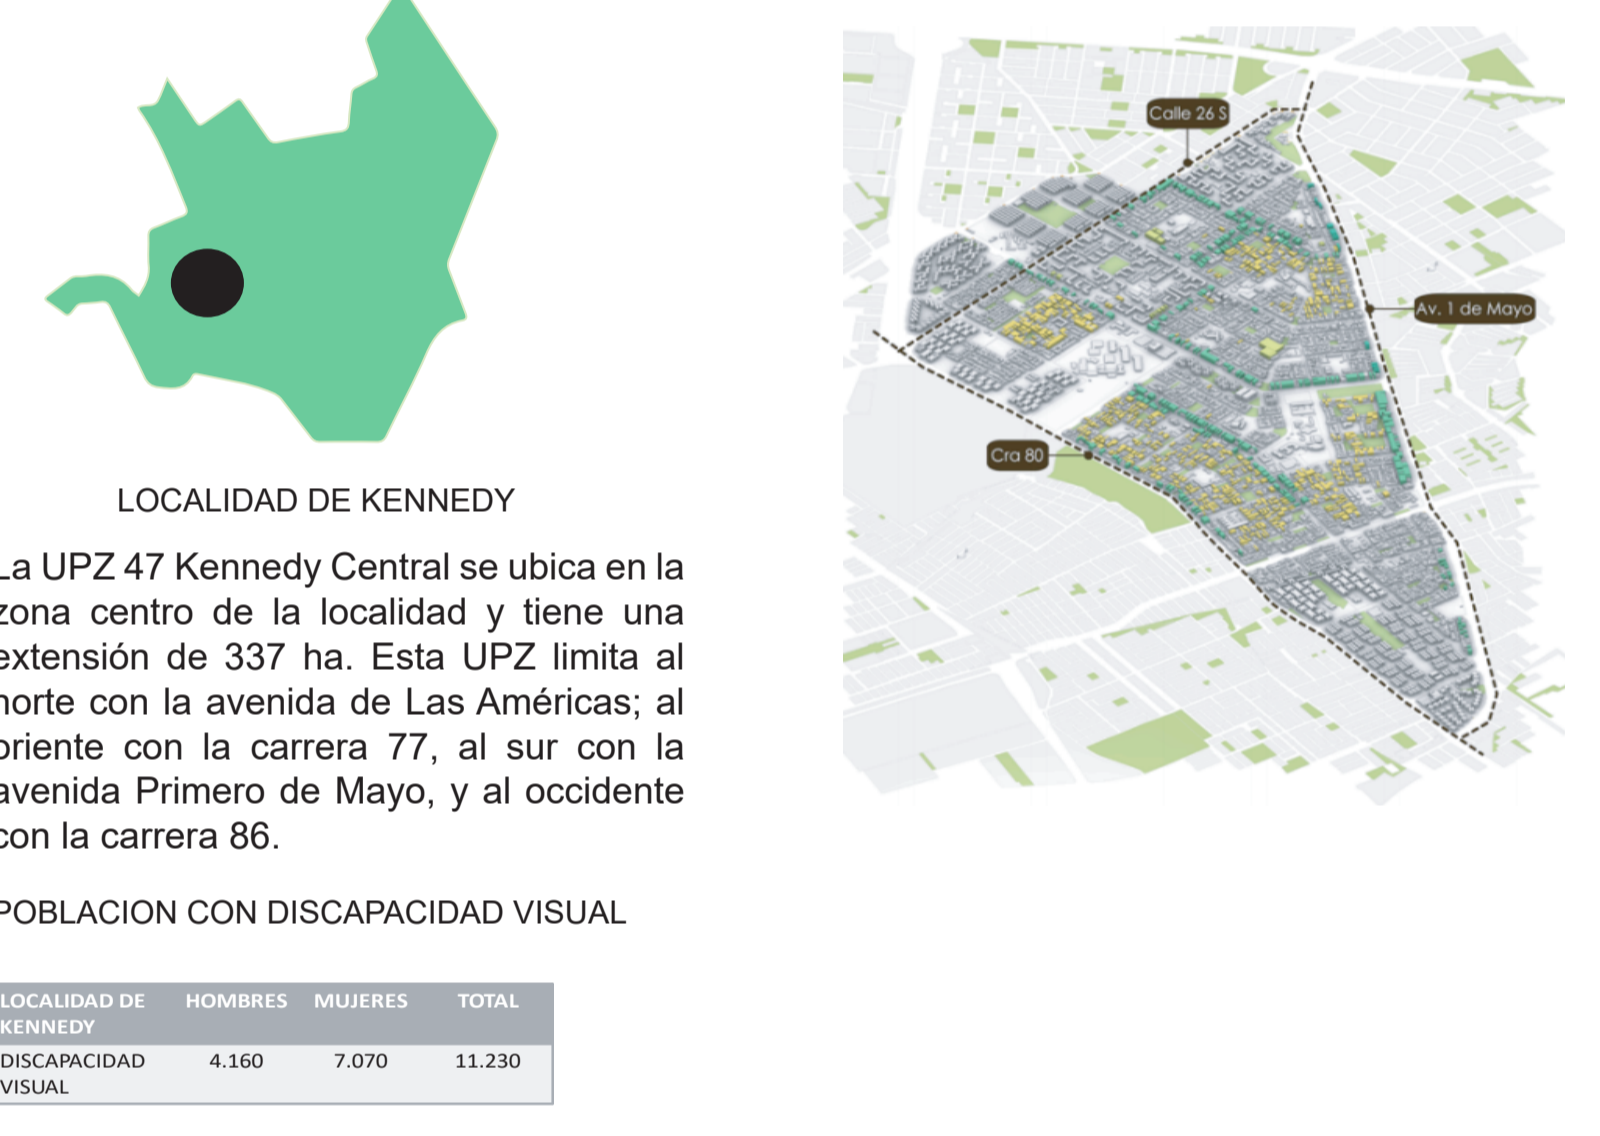 LOCALIDAD DE KENNEDY
La UPZ 47 Kennedy Central se ubica en la
zona centro de la localidad y tiene una
extensión de 337 ha. Esta UPZ limita al
norte con la avenida de Las Américas; al
oriente con la carrera 77, al sur con la
avenida Primero de Mayo, y al occidente
con la carrera 86.
POBLACION CON DISCAPACIDAD VISUAL
LOCALIDAD DE KENNEDY HOMBRES MUJERES TOTAL
DISCAPACIDAD VISUAL 4.160 7.070 11.230
Calle 26 S
Av. 1 de Mayo
Cra 80